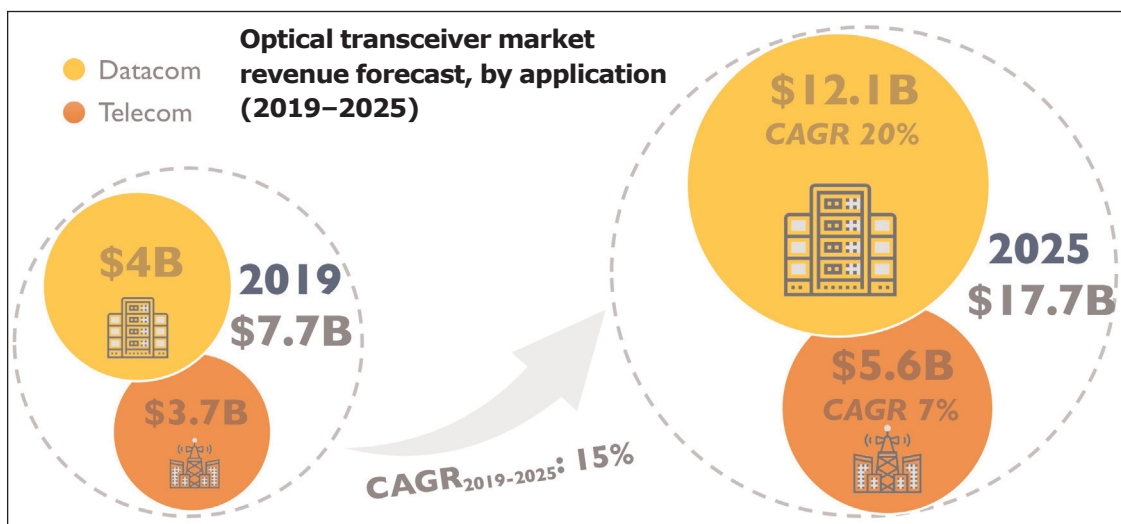 Optical transceiver market
revenue forecast, by application
(2019–2025)
Datacom
Telecom
$4B
2019
$7.7B
$3.7B
CAGR2019-2025: 15%
$12.1B
CAGR 20%
2025
$17.7B
$5.6B
CAGR 7%